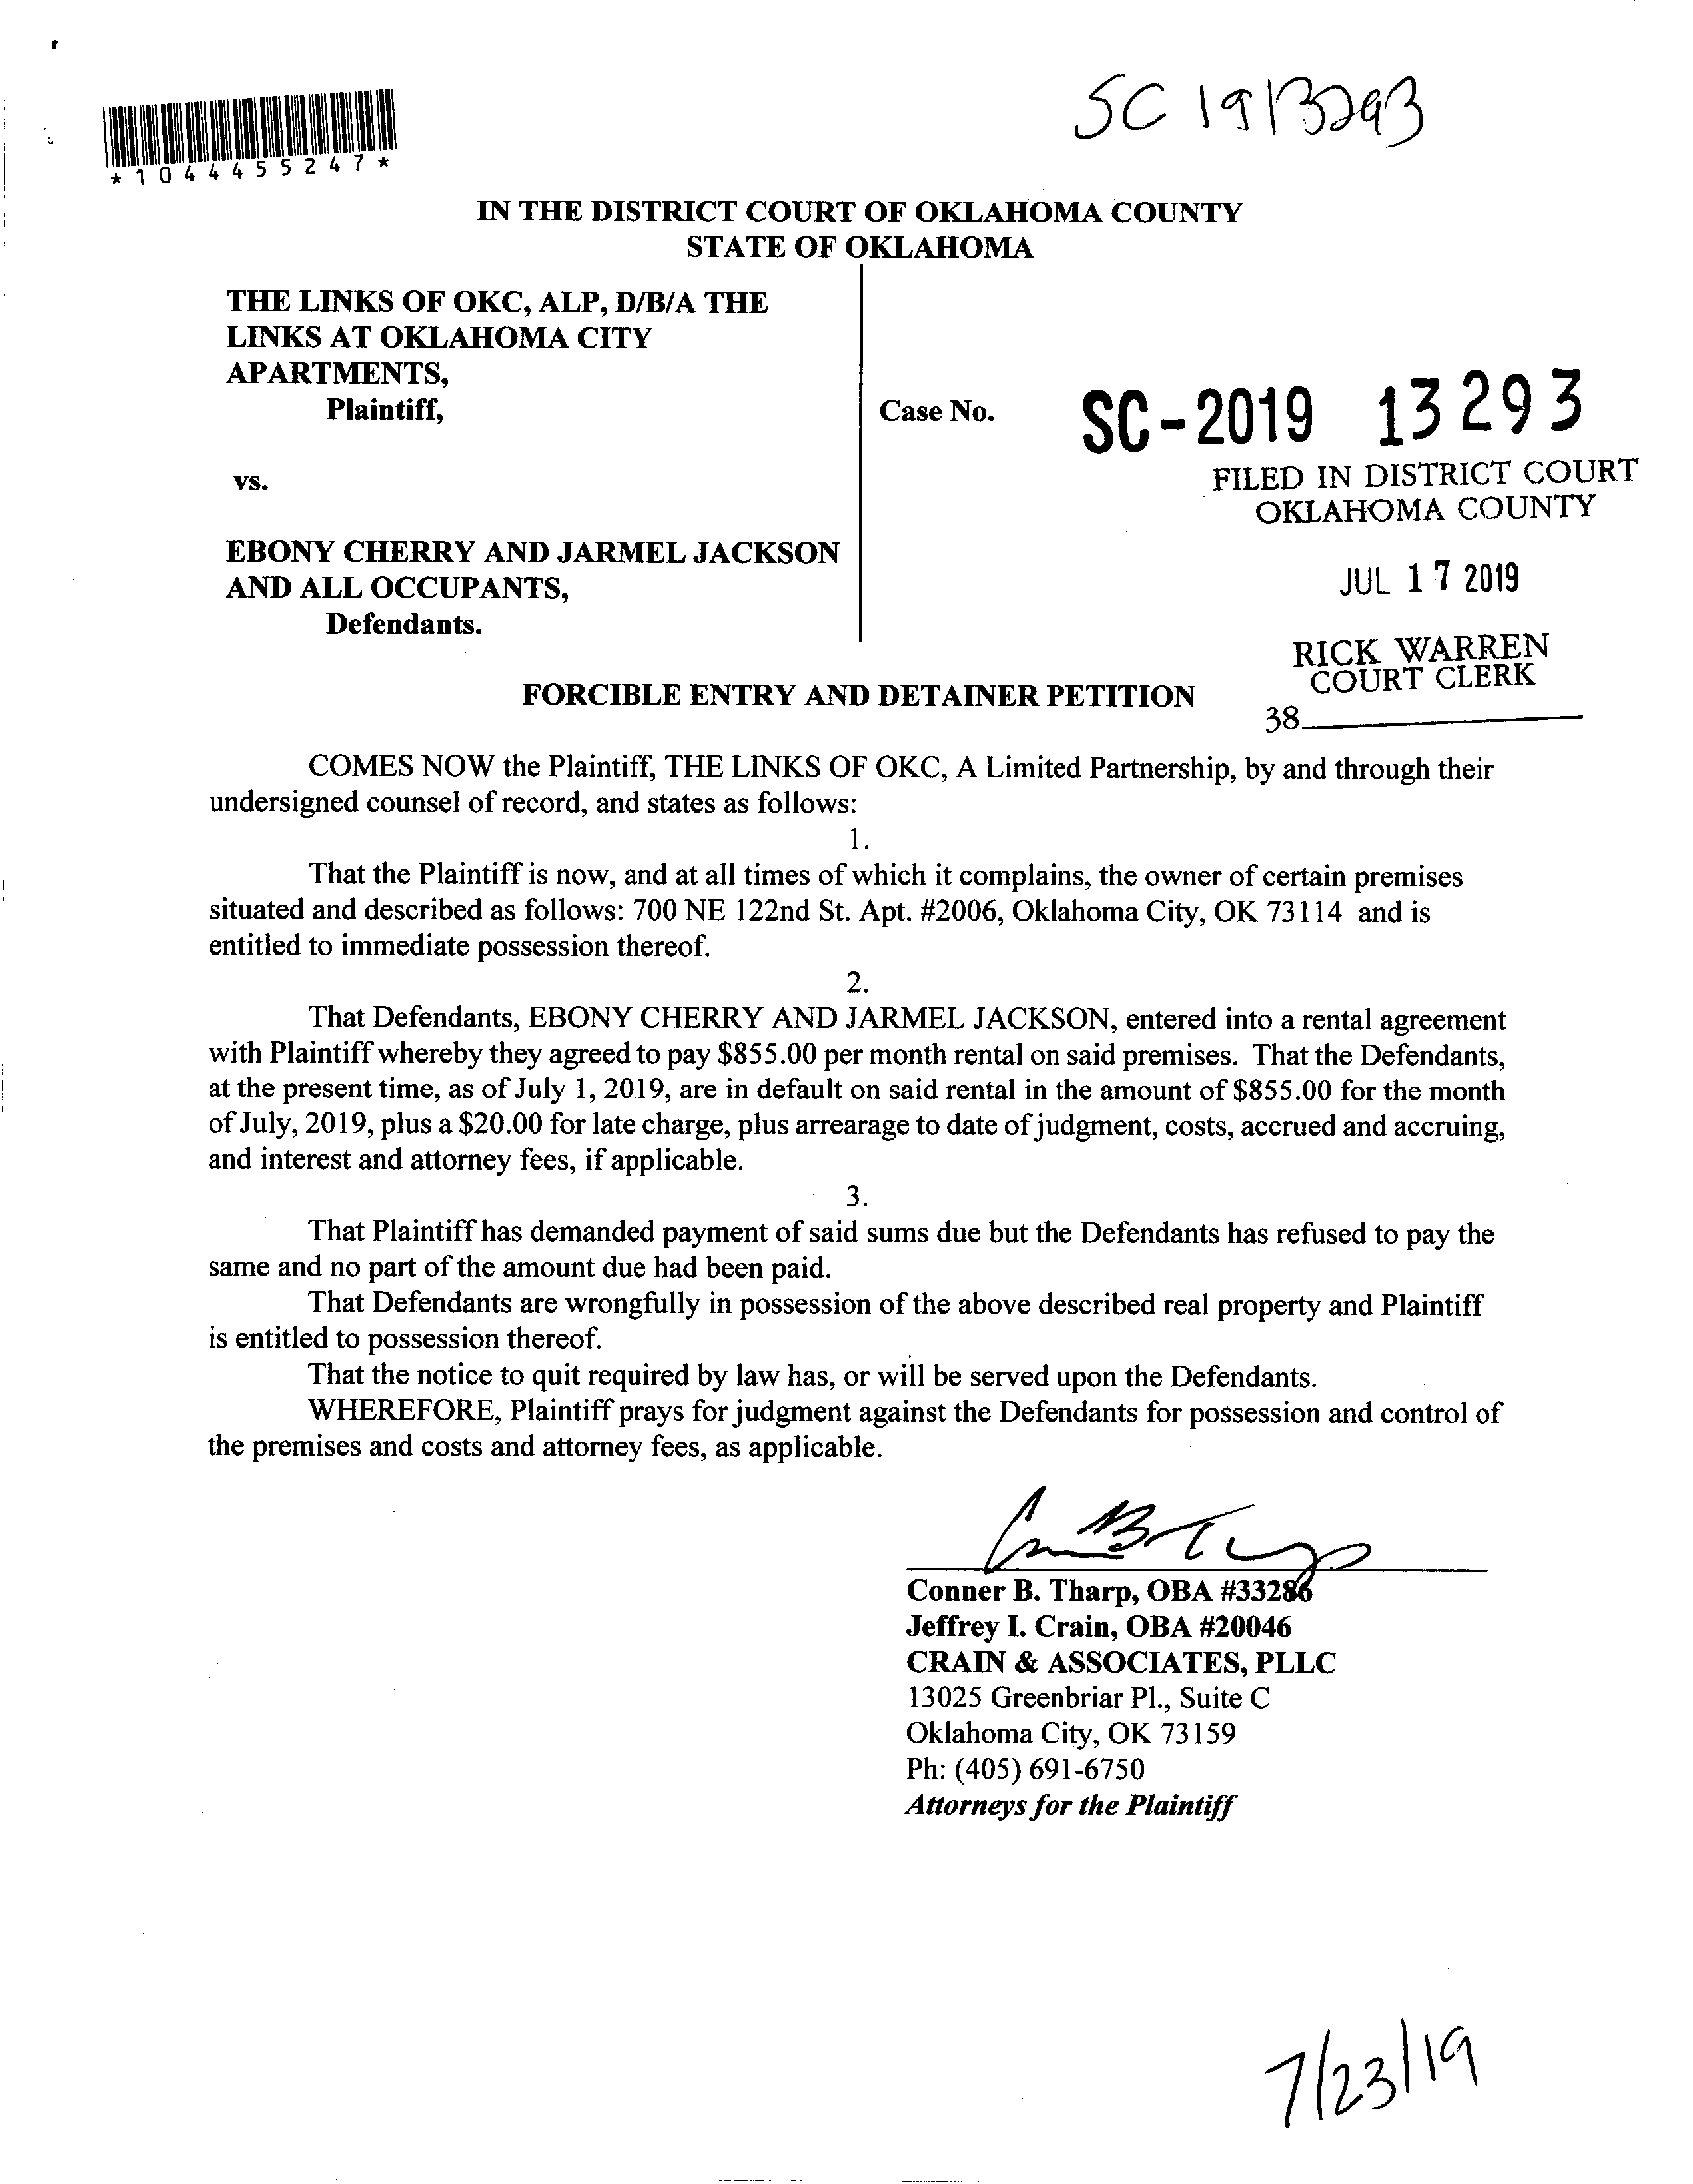 SC 1913293
*1044455247*
IN THE DISTRICT COURT OF OKLAHOMA COUNTY
STATE OF OKLAHOMA
THE LINKS OF OKC, ALP, D/B/A THE
LINKS AT OKLAHOMA CITY
APARTMENTS,
Plaintiff,
Case No.
SC-2019 13293
FILED IN DISTRICT COURT
OKLAHOMA COUNTY
vs.
EBONY CHERRY AND JARMEL JACKSON
AND ALL OCCUPANTS,
Defendants.
JUL 17 2019
RICK WARREN
COURT CLERK
38
FORCIBLE ENTRY AND DETAINER PETITION
COMES NOW the Plaintiff, THE LINKS OF OKC, A Limited Partnership, by and through their
undersigned counsel of record, and states as follows:
1.
That the Plaintiff is now, and at all times of which it complains, the owner of certain premises
situated and described as follows: 700 NE 122nd St. Apt. #2006, Oklahoma City, OK 73114 and is
entitled to immediate possession thereof.
2.
That Defendants, EBONY CHERRY AND JARMEL JACKSON, entered into a rental agreement
with Plaintiff whereby they agreed to pay $855.00 per month rental on said premises. That the Defendants,
at the present time, as of July 1, 2019, are in default on said rental in the amount of $855.00 for the month
of July, 2019, plus a $20.00 for late charge, plus arrearage to date of judgment, costs, accrued and accruing,
and interest and attorney fees, if applicable.
3.
That Plaintiff has demanded payment of said sums due but the Defendants has refused to pay the
same and no part of the amount due had been paid.
That Defendants are wrongfully in possession of the above described real property and Plaintiff
is entitled to possession thereof.
That the notice to quit required by law has, or will be served upon the Defendants.
WHEREFORE, Plaintiff prays for judgment against the Defendants for possession and control of
the premises and costs and attorney fees, as applicable.
Conner B. Tharp, OBA #33286
Jeffrey I. Crain, OBA #20046
CRAIN & ASSOCIATES, PLLC
13025 Greenbriar Pl., Suite C
Oklahoma City, OK 73159
Ph: (405) 691-6750
Attorneys for the Plaintiff
7/23/19